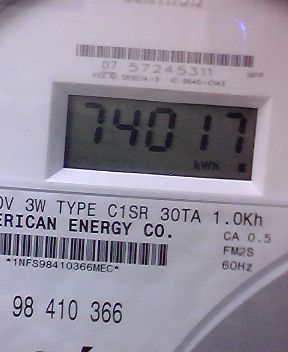 07 57245311
74017
kWh
0V 3W TYPE C1SR 30TA 1.0Kh
ERICAN ENERGY CO.
CA 0.5
FM2S
60Hz
*1NFS98410366MEC*
98 410 366